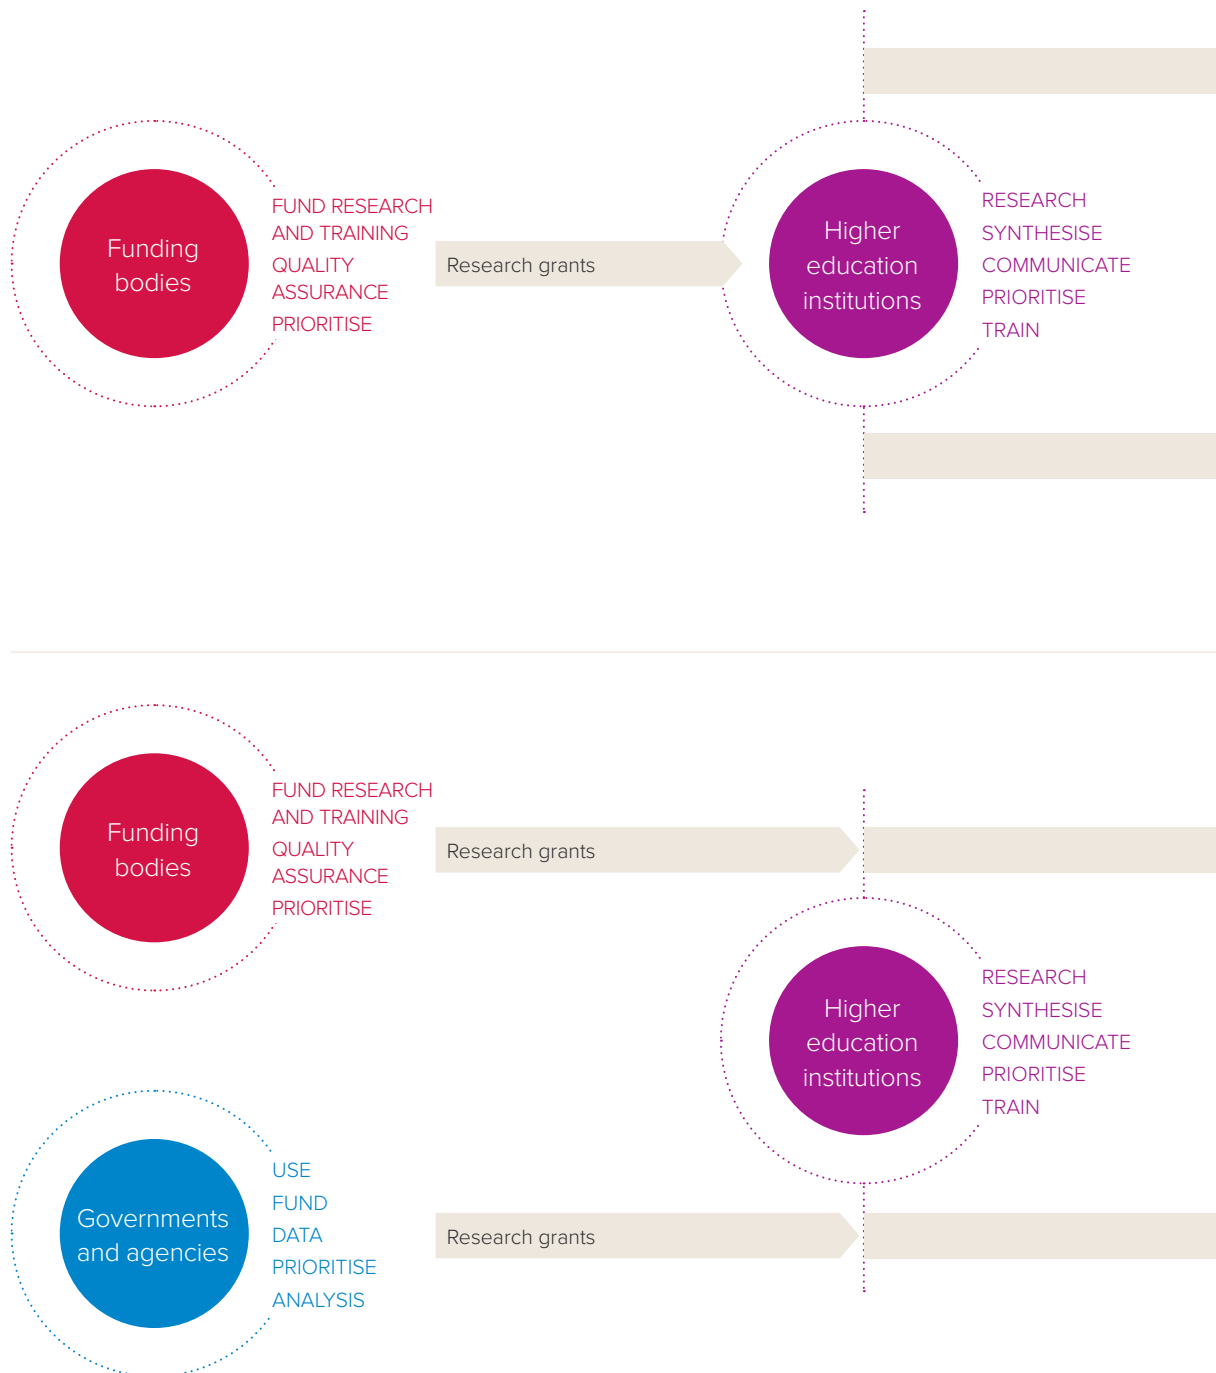 Funding
bodies
FUND RESEARCH
AND TRAINING
QUALITY
ASSURANCE
PRIORITISE
Research grants
Higher
education
institutions
RESEARCH
SYNTHESISE
COMMUNICATE
PRIORITISE
TRAIN
Funding
bodies
FUND RESEARCH
AND TRAINING
QUALITY
ASSURANCE
PRIORITISE
Research grants
Higher
education
institutions
RESEARCH
SYNTHESISE
COMMUNICATE
PRIORITISE
TRAIN
Governments
and agencies
USE
FUND
DATA
PRIORITISE
ANALYSIS
Research grants